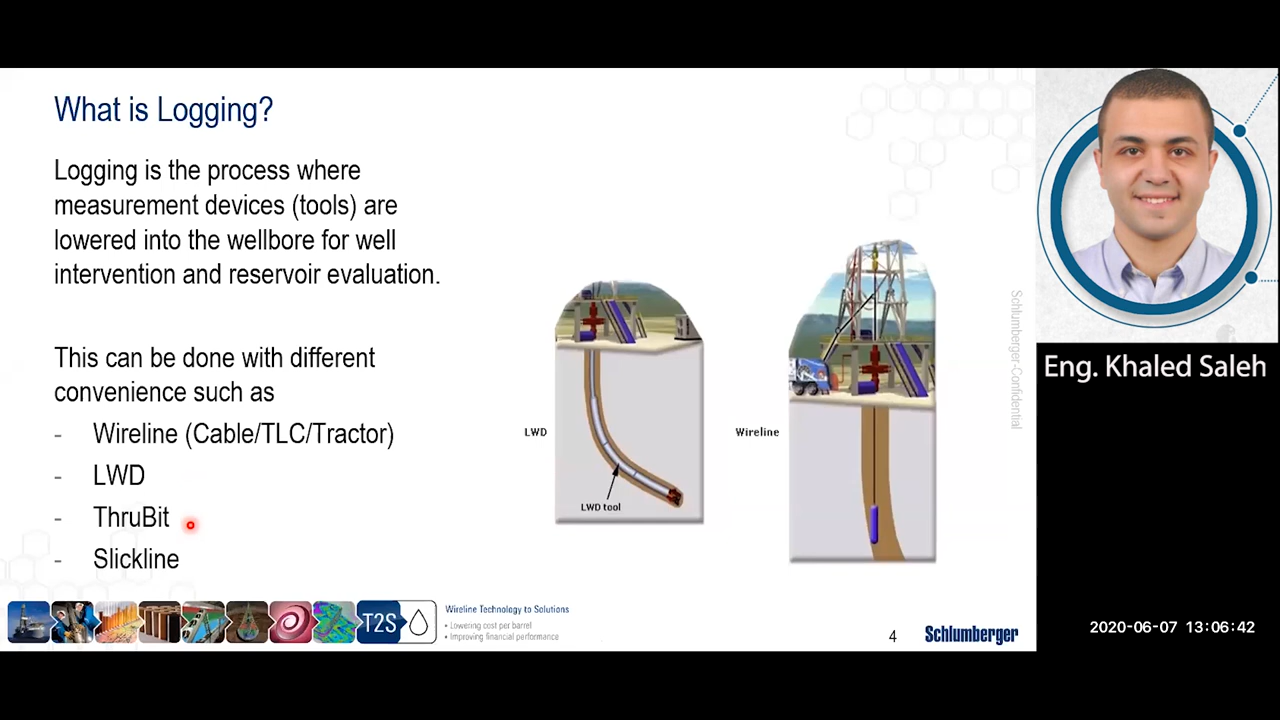 What is Logging?
Logging is the process where
measurement devices (tools) are
lowered into the wellbore for well
intervention and reservoir evaluation.
This can be done with different
convenience such as
- Wireline (Cable/TLC/Tractor)
- LWD
- ThruBit
- Slickline
LWD
LWD tool
Wireline
Schlumberger-Confidential
T2S
Wireline Technology to Solutions
• Lowering cost per barrel
• Improving financial performance
4
Schlumberger
Eng. Khaled Saleh
2020-06-07 13:06:42